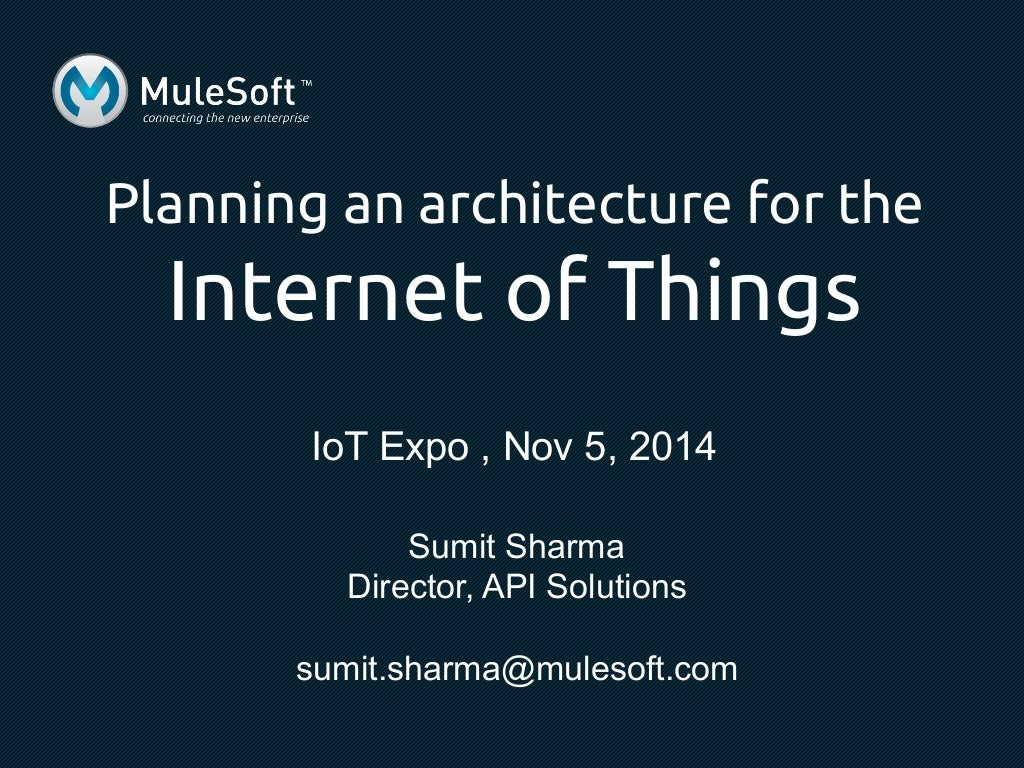 MuleSoft™
connecting the new enterprise
Planning an architecture for the
Internet of Things
IoT Expo , Nov 5, 2014
Sumit Sharma
Director, API Solutions
sumit.sharma@mulesoft.com